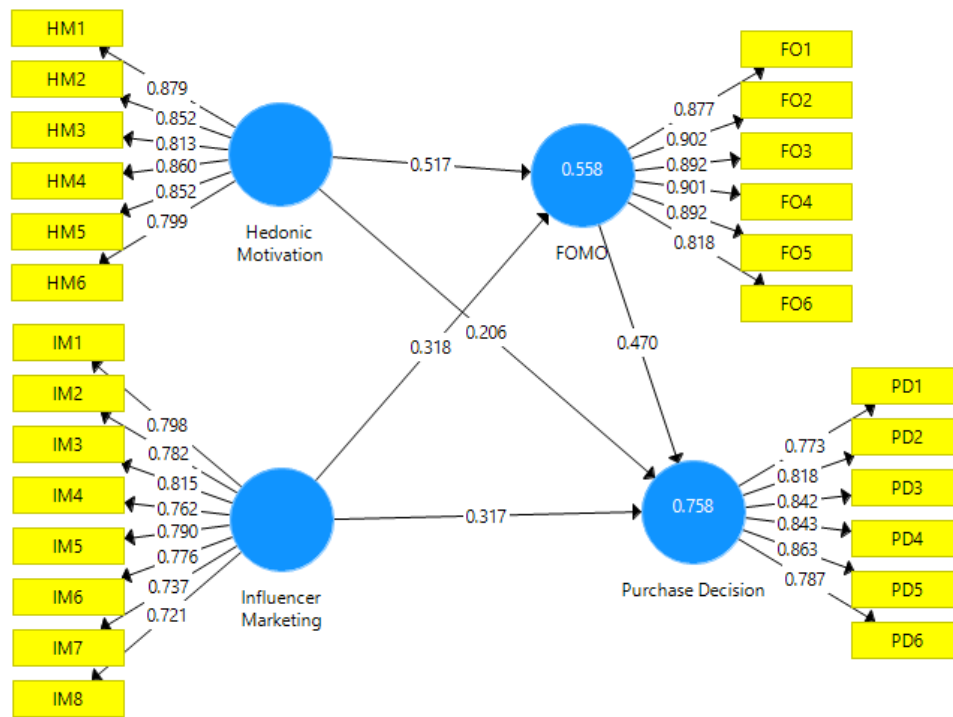 HM1
HM2
HM3
HM4
HM5
HM6
0.879
0.852
0.813
0.860
0.852
0.799
Hedonic
Motivation
0.517
0.558
FOMO
FO1
FO2
FO3
FO4
FO5
FO6
0.877
0.902
0.892
0.901
0.892
0.818
0.318
0.206
0.470
IM1
IM2
IM3
IM4
IM5
IM6
IM7
IM8
0.798
0.782
0.815
0.762
0.790
0.776
0.737
0.721
Influencer
Marketing
0.317
0.758
Purchase Decision
PD1
PD2
PD3
PD4
PD5
PD6
0.773
0.818
0.842
0.843
0.863
0.787